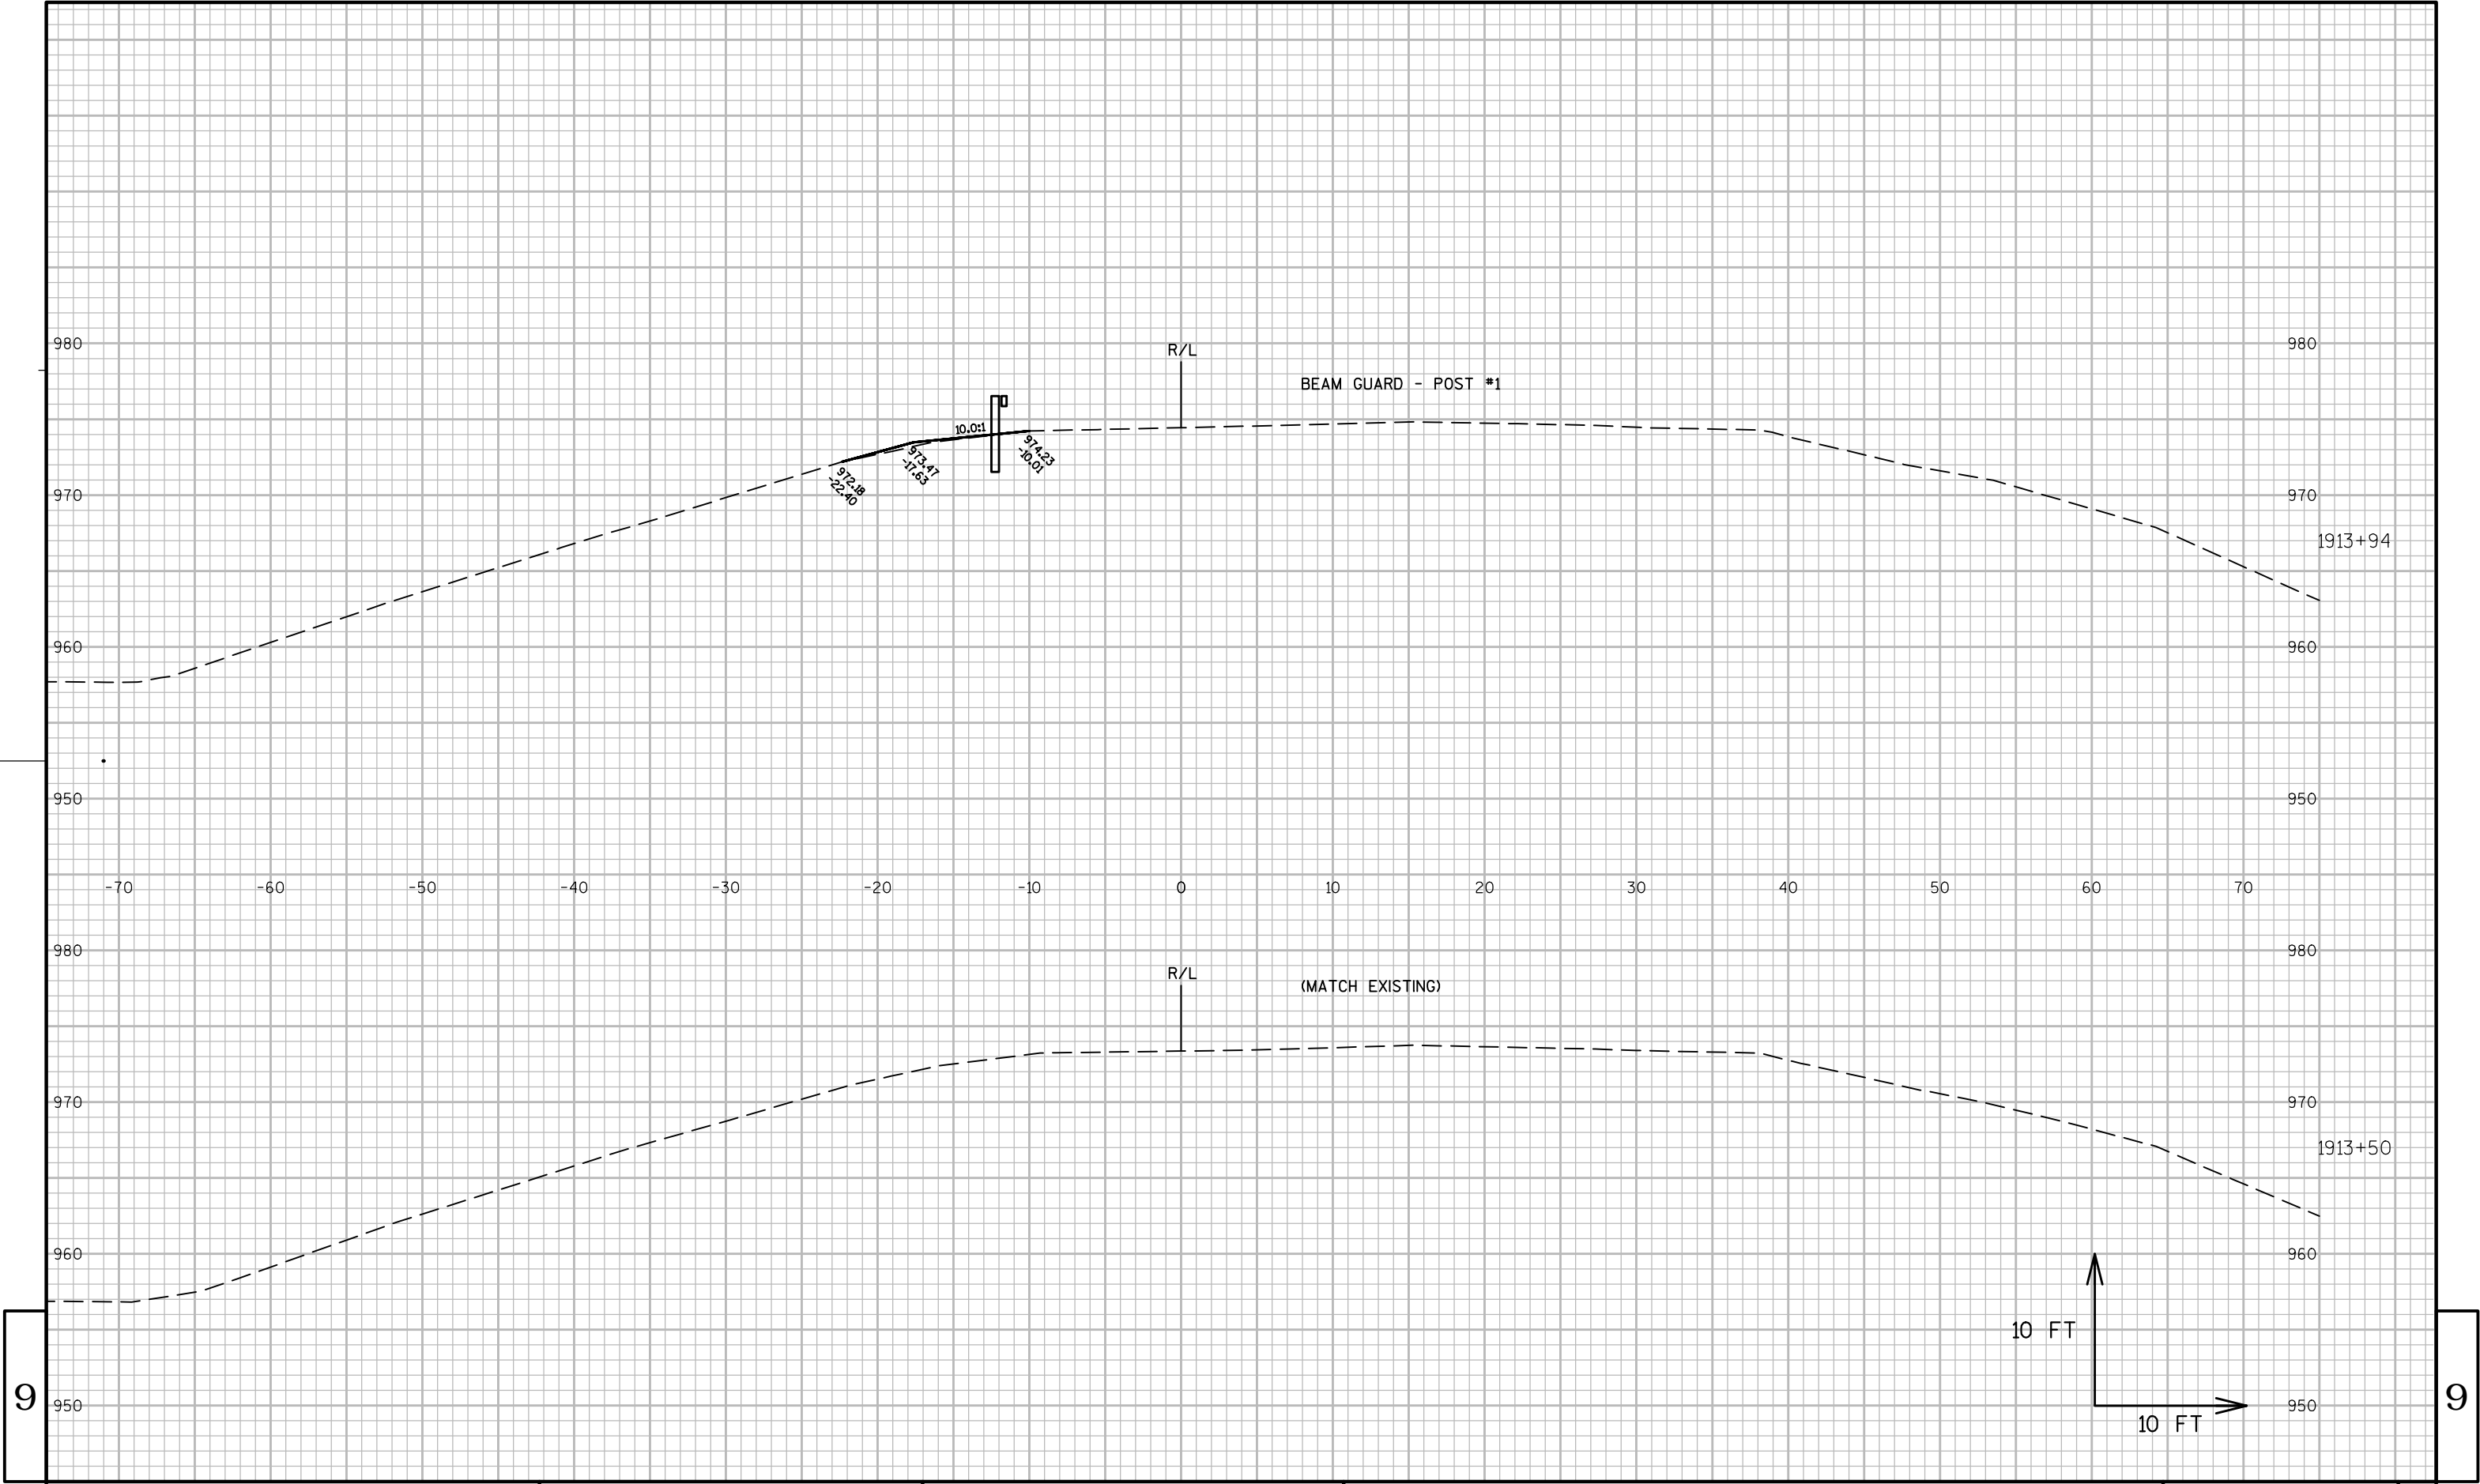 980 980
R/L
BEAM GUARD - POST #1
10.0:1
974.23
-10.01
973.47
-17.63
972.18
-22.40
970 970
1913+94
960 960
950 950
-70 -60 -50 -40 -30 -20 -10 0 10 20 30 40 50 60 70
980 980
R/L
(MATCH EXISTING)
970 970
1913+50
960 960
10 FT
9 9
950 950
10 FT